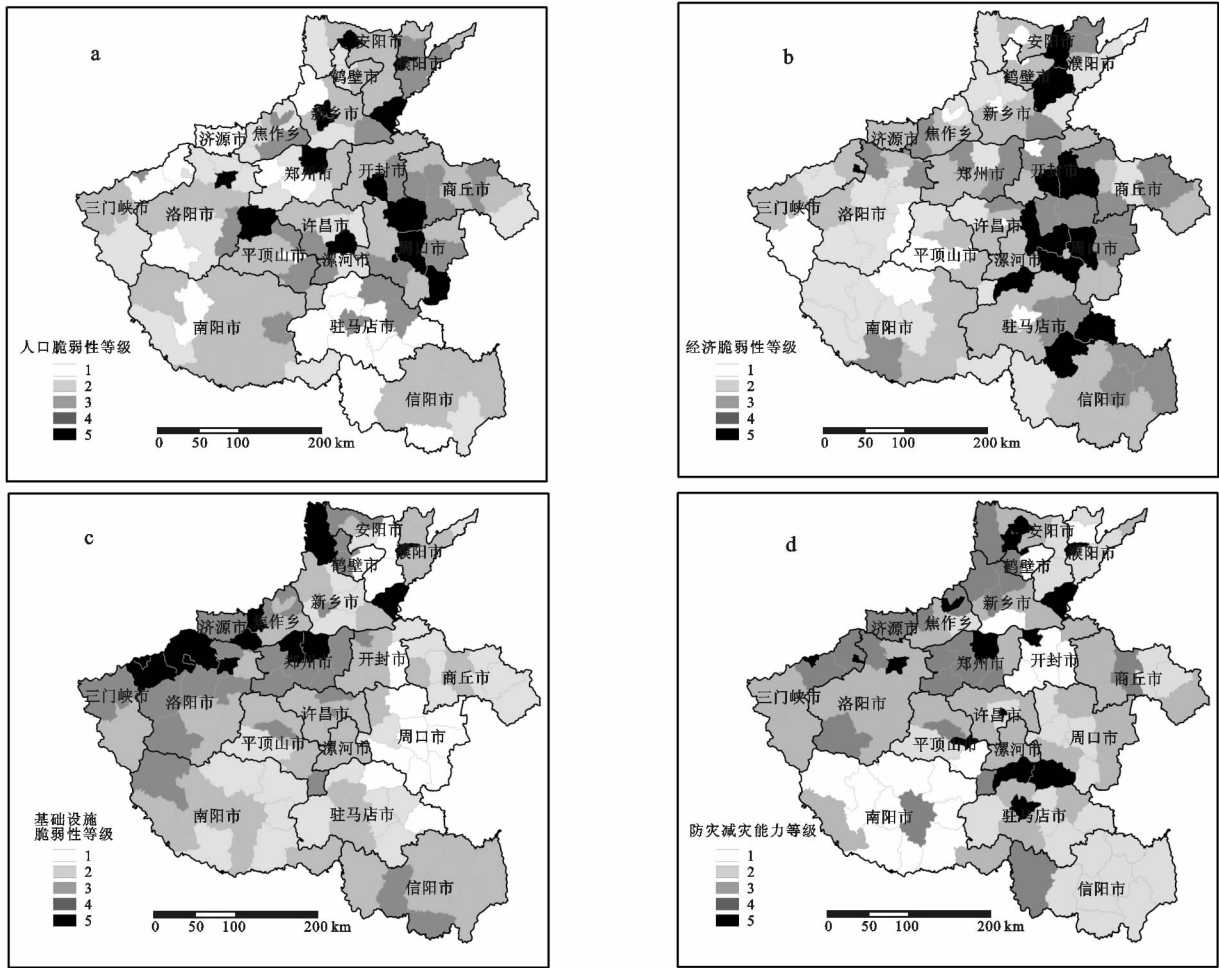 a
安阳市
濮阳市
鹤壁市
新乡市
焦作乡
济源市
郑州市
开封市
商丘市
三门峡市
洛阳市
许昌市
平顶山市
漯河市
周口市
南阳市
驻马店市
信阳市
人口脆弱性等级
1
2
3
4
5
0 50 100 200 km
b
安阳市
濮阳市
鹤壁市
新乡市
焦作乡
济源市
郑州市
开封市
商丘市
三门峡市
洛阳市
许昌市
平顶山市
漯河市
周口市
南阳市
驻马店市
信阳市
经济脆弱性等级
1
2
3
4
5
0 50 100 200 km
c
安阳市
濮阳市
鹤壁市
新乡市
焦作乡
济源市
郑州市
开封市
商丘市
三门峡市
洛阳市
许昌市
平顶山市
漯河市
周口市
南阳市
驻马店市
信阳市
基础设施
脆弱性等级
1
2
3
4
5
0 50 100 200 km
d
安阳市
濮阳市
鹤壁市
新乡市
焦作乡
济源市
郑州市
开封市
商丘市
三门峡市
洛阳市
许昌市
平顶山市
漯河市
周口市
南阳市
驻马店市
信阳市
防灾减灾能力等级
1
2
3
4
5
0 50 100 200 km